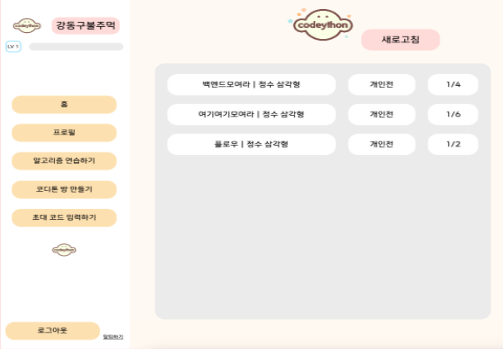 codeython
강동구불주먹
LV 1
홈
프로필
알고리즘 연습하기
코디톤 방 만들기
초대 코드 입력하기
codeython
로그아웃
탈퇴하기
codeython
새로고침
백엔드모여라 | 정수 삼각형 개인전 1/4
여기여기모여라 | 정수 삼각형 개인전 1/6
플로우 | 정수 삼각형 개인전 1/2